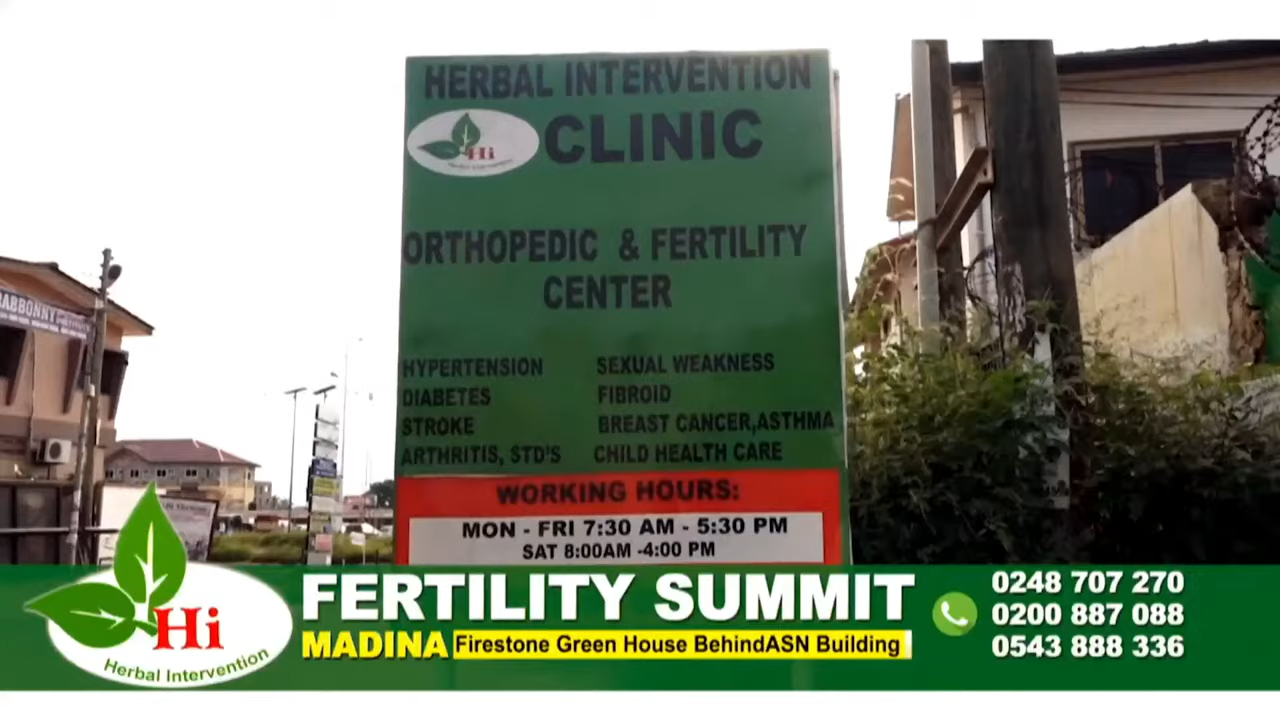 HERBAL INTERVENTION
Hi
Herbal Intervention
CLINIC
ORTHOPEDIC & FERTILITY
CENTER
HYPERTENSION SEXUAL WEAKNESS
DIABETES FIBROID
STROKE BREAST CANCER,ASTHMA
ARTHRITIS, STD'S CHILD HEALTH CARE
WORKING HOURS:
MON - FRI 7:30 AM - 5:30 PM
SAT 8:00AM -4:00 PM
RABBONNY
Hi
Herbal Intervention
FERTILITY SUMMIT
MADINA Firestone Green House BehindASN Building
0248 707 270
0200 887 088
0543 888 336